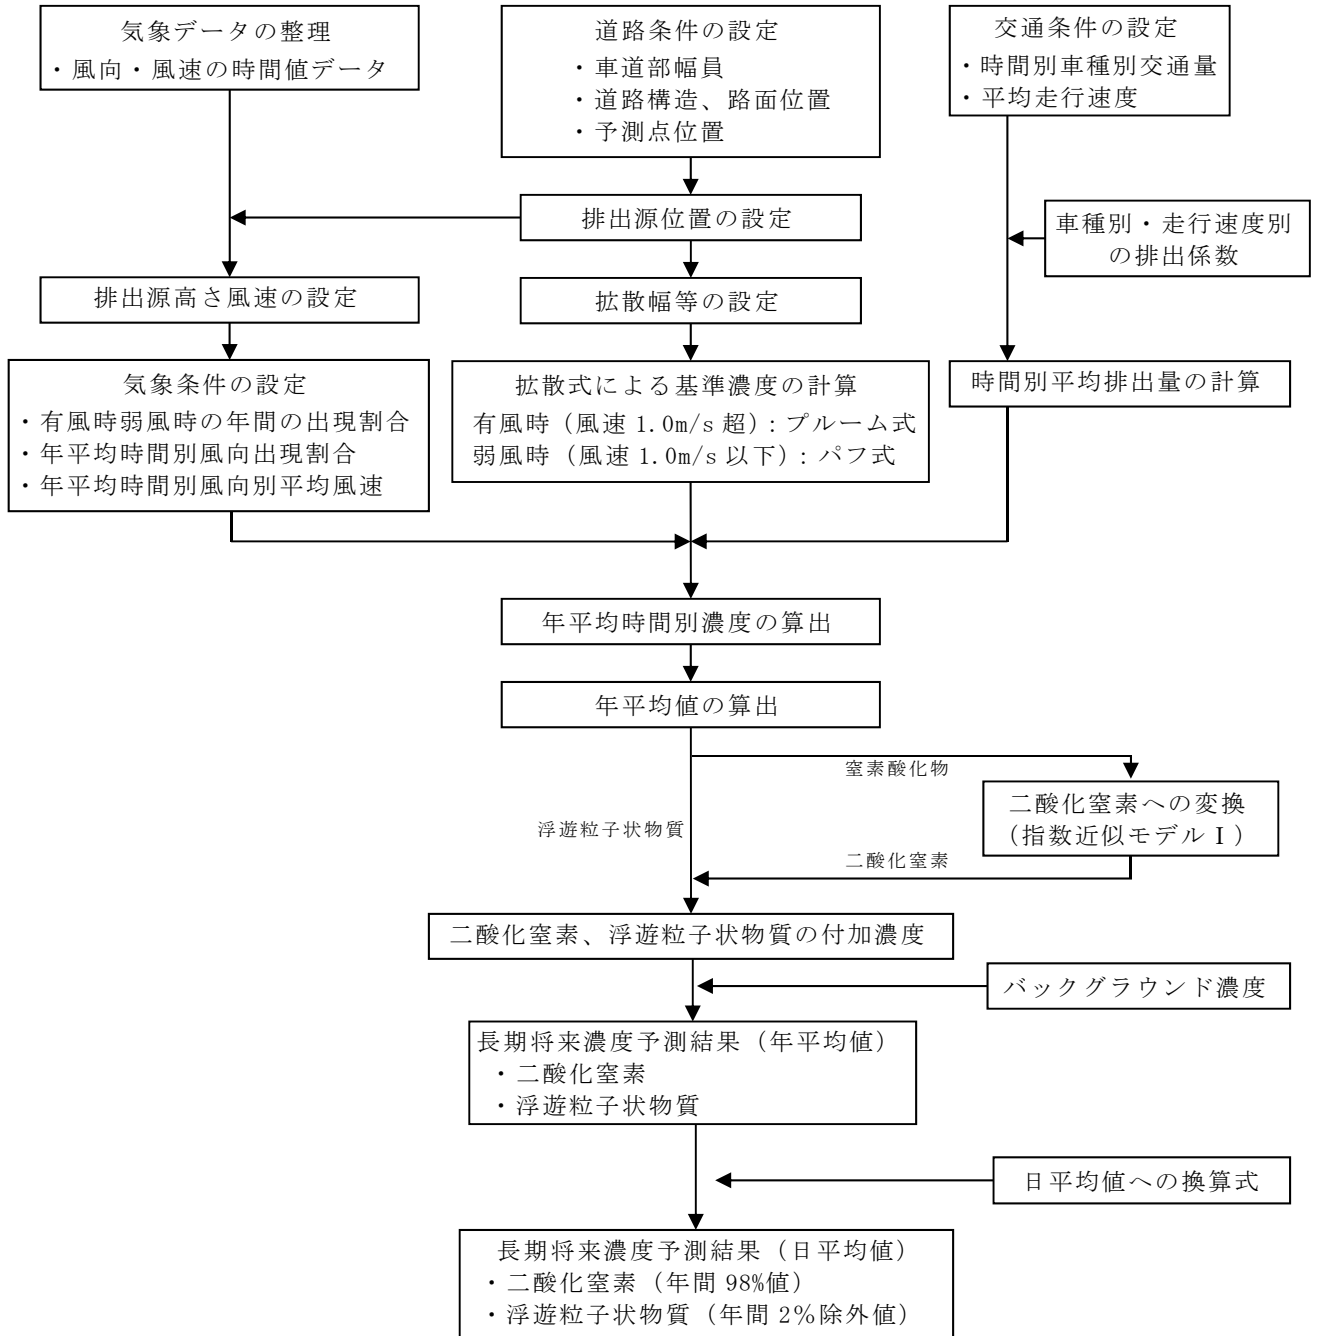 気象データの整理
・風向・風速の時間値データ
道路条件の設定
・車道部幅員
・道路構造、路面位置
・予測点位置
交通条件の設定
・時間別車種別交通量
・平均走行速度
排出源位置の設定
車種別・走行速度別
の排出係数
排出源高さ風速の設定
拡散幅等の設定
気象条件の設定
・有風時弱風時の年間の出現割合
・年平均時間別風向出現割合
・年平均時間別風向別平均風速
拡散式による基準濃度の計算
有風時（風速 1.0m/s 超）：プルーム式
弱風時（風速 1.0m/s 以下）：パフ式
時間別平均排出量の計算
年平均時間別濃度の算出
年平均値の算出
窒素酸化物
二酸化窒素への変換
（指数近似モデルⅠ）
浮遊粒子状物質
二酸化窒素
二酸化窒素、浮遊粒子状物質の付加濃度
バックグラウンド濃度
長期将来濃度予測結果（年平均値）
・二酸化窒素
・浮遊粒子状物質
日平均値への換算式
長期将来濃度予測結果（日平均値）
・二酸化窒素（年間 98%値）
・浮遊粒子状物質（年間 2％除外値）